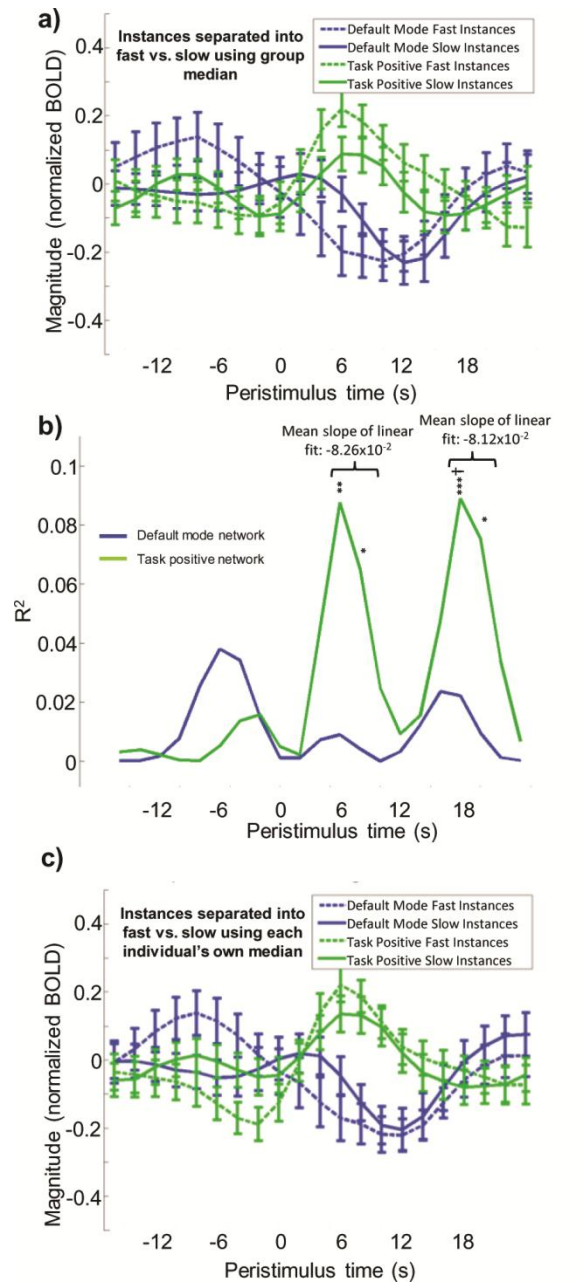 a)
Instances separated into
fast vs. slow using group
median
Default Mode Fast Instances
Default Mode Slow Instances
Task Positive Fast Instances
Task Positive Slow Instances
Magnitude (normalized BOLD)
0.4
0.2
0
-0.2
-0.4
-12 -6 0 6 12 18
Peristimulus time (s)
b)
Mean slope of linear
fit: -8.26x10-2
Mean slope of linear
fit: -8.12x10-2
** * ***† *
Default mode network
Task positive network
R2
0.1
0.08
0.06
0.04
0.02
0
-12 -6 0 6 12 18
Peristimulus time (s)
c)
Instances separated into
fast vs. slow using each
individual's own median
Default Mode Fast Instances
Default Mode Slow Instances
Task Positive Fast Instances
Task Positive Slow Instances
Magnitude (normalized BOLD)
0.4
0.2
0
-0.2
-0.4
-12 -6 0 6 12 18
Peristimulus time (s)